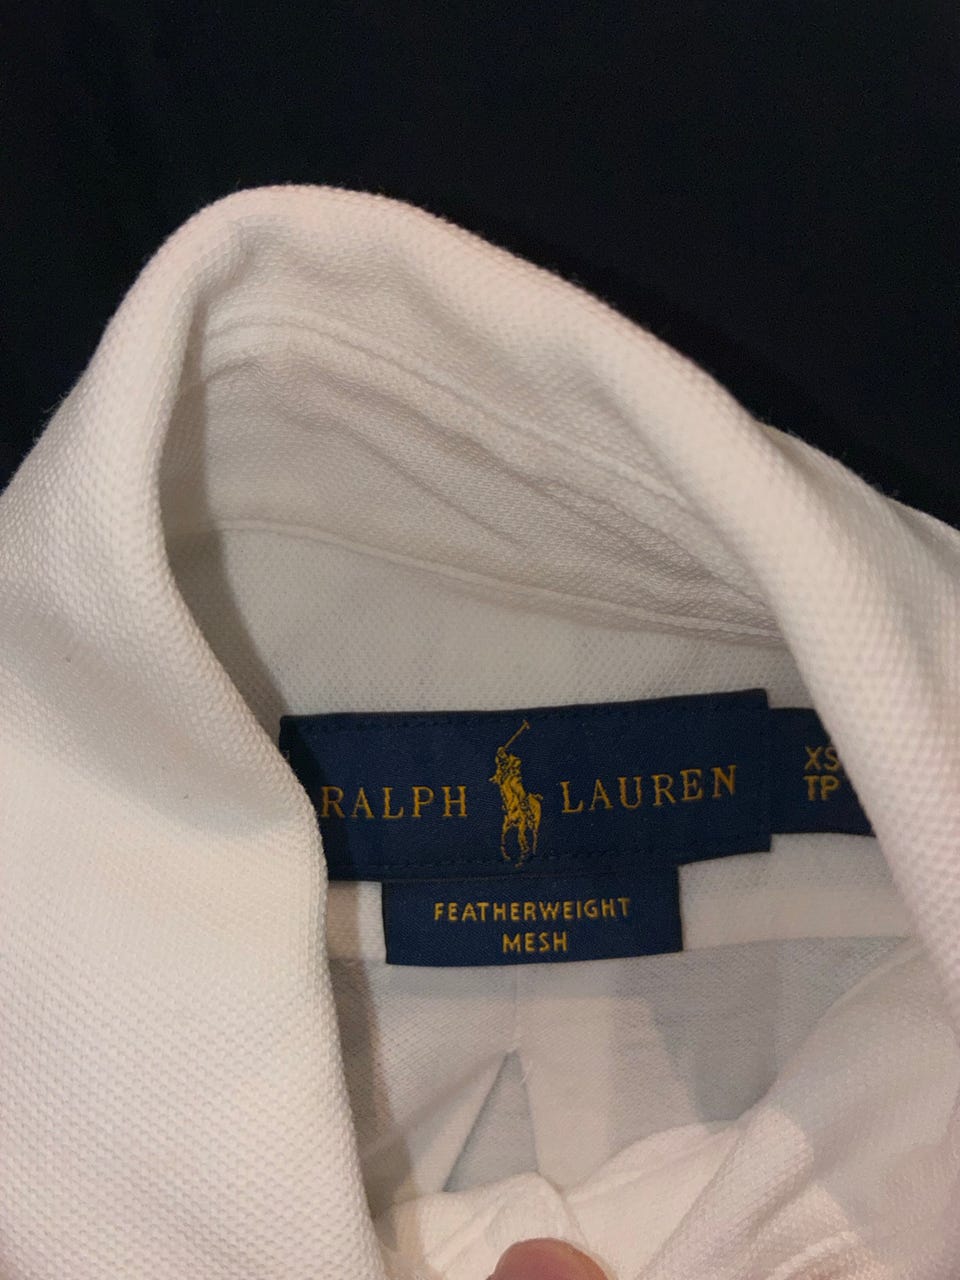 RALPH LAUREN
XS
TP
FEATHERWEIGHT
MESH